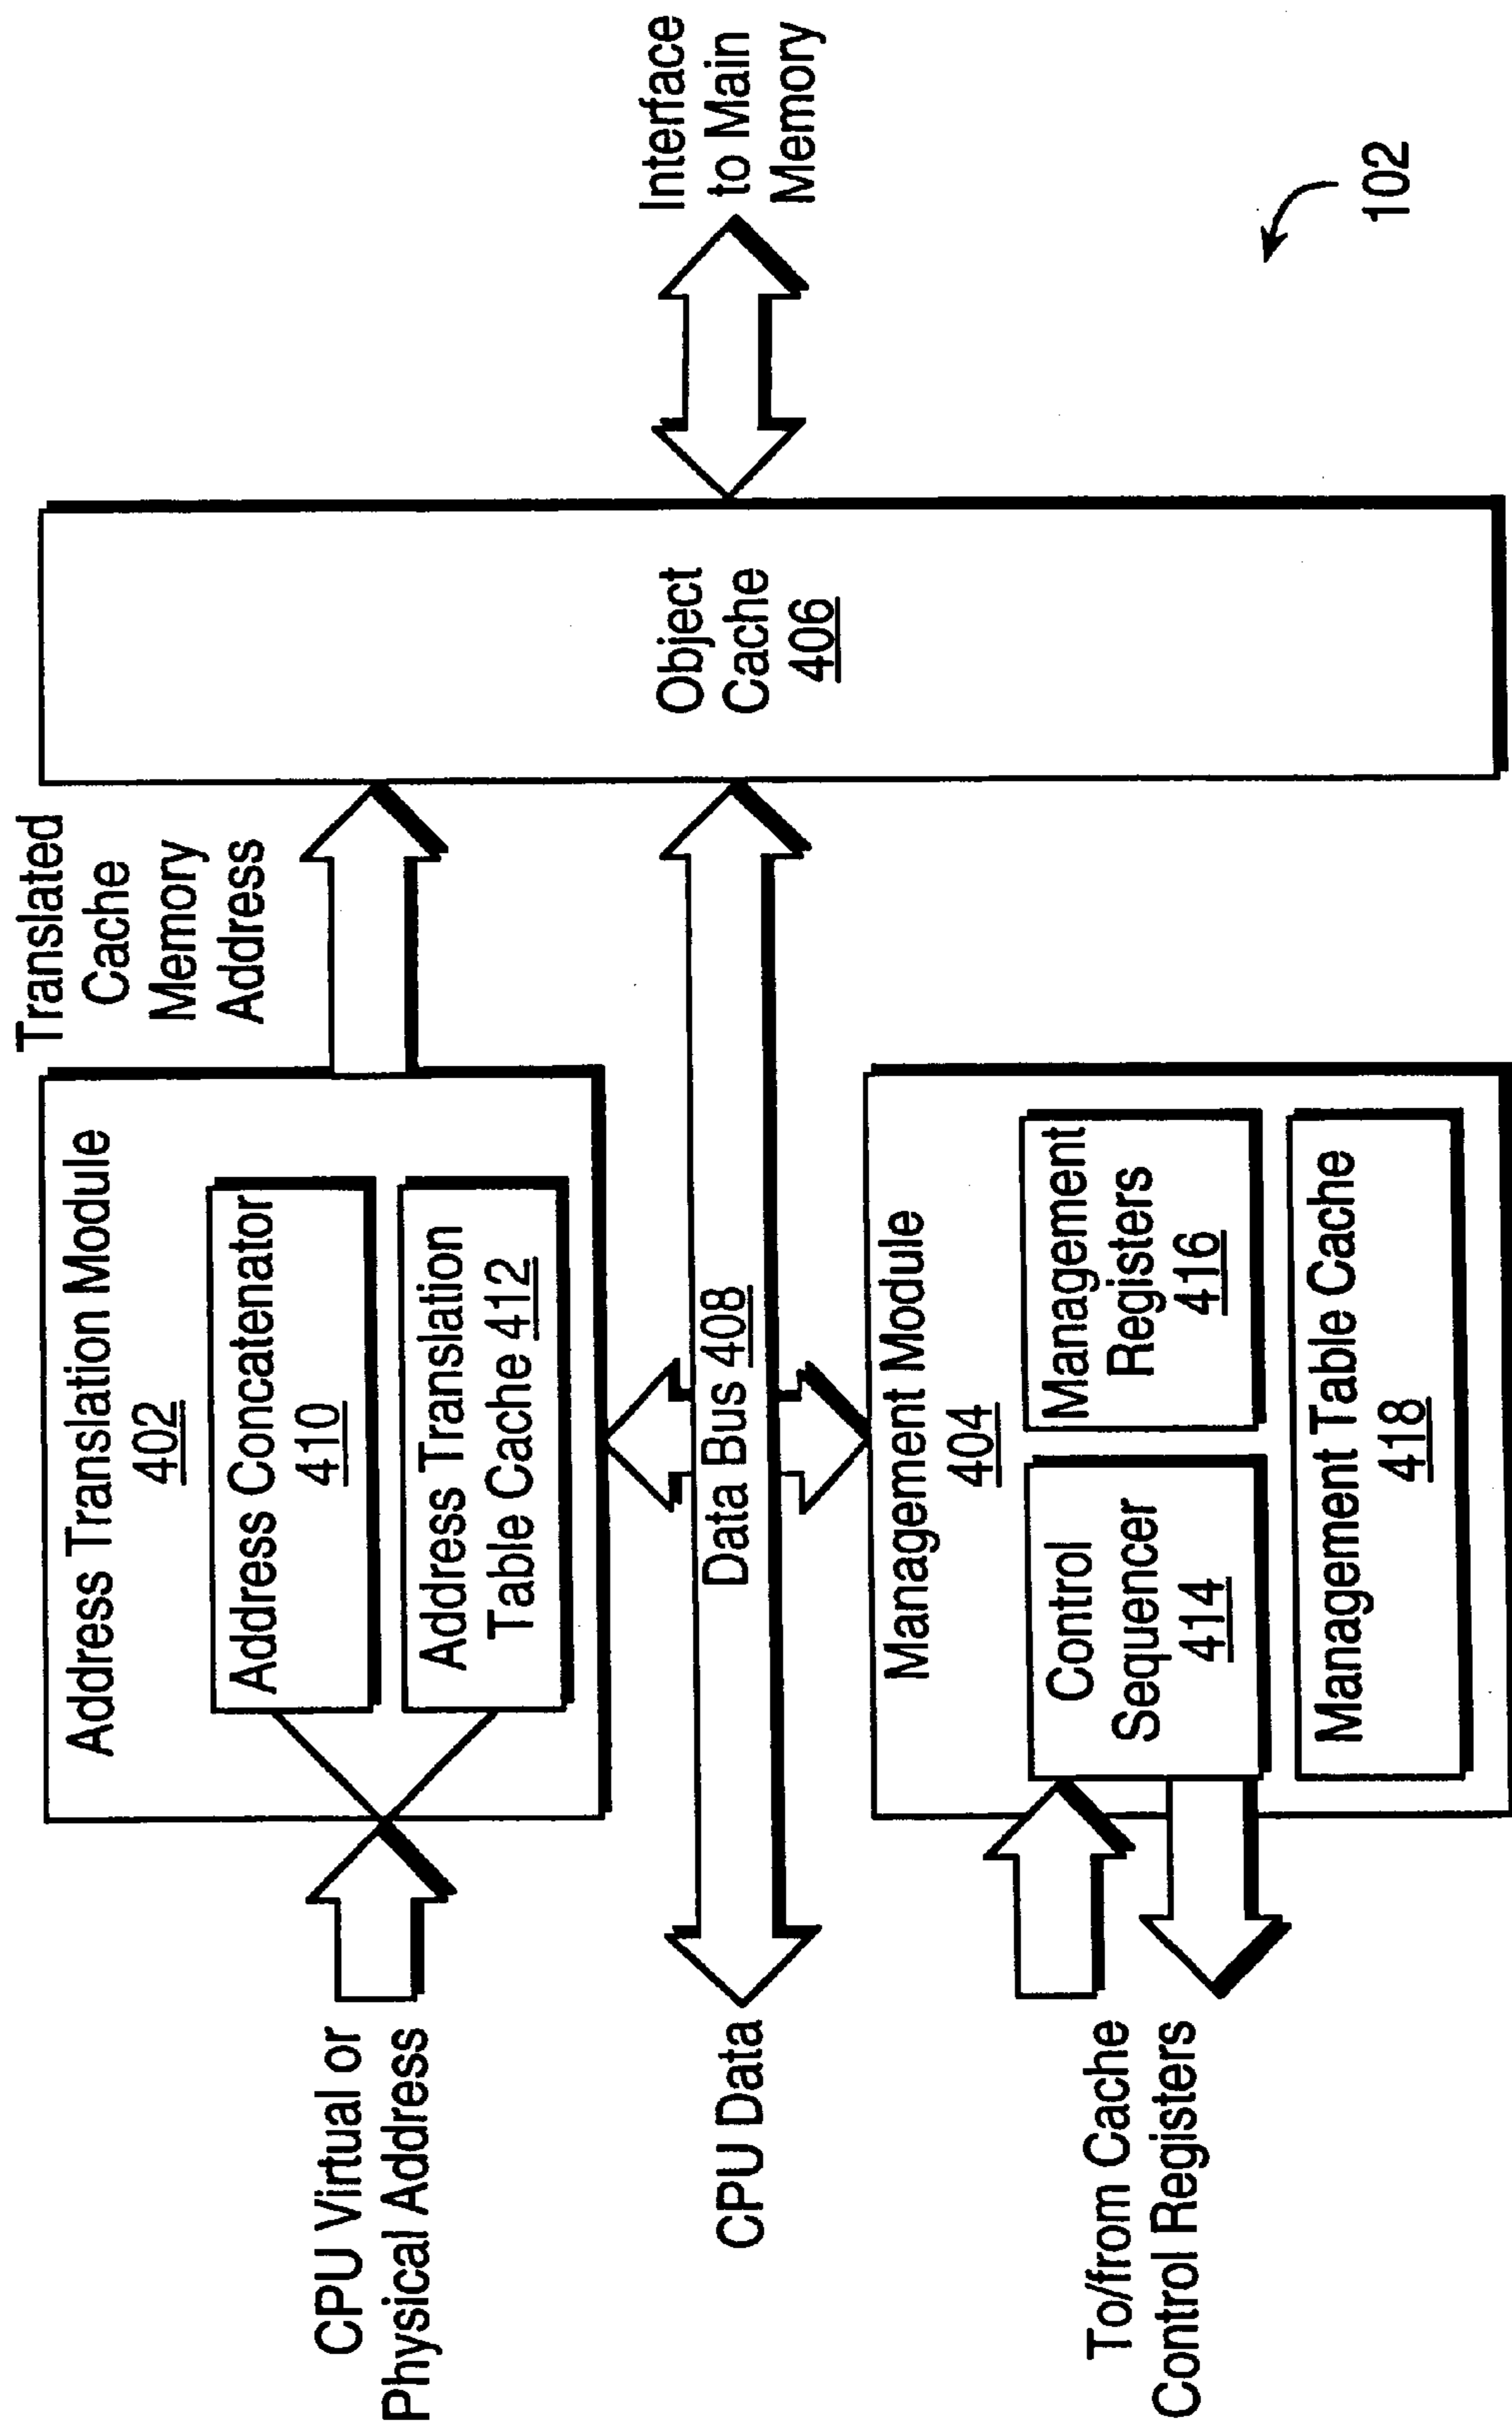 Translated
Cache
Memory
Address
Address Translation Module
402
Address Concatenator
410
Address Translation
Table Cache 412
CPU Virtual or
Physical Address
Object
Cache
406
Interface
to Main
Memory
CPU Data
Data Bus 408
Management Module
404
Control
Sequencer
414
Management
Registers
416
Management Table Cache
418
To/from Cache
Control Registers
102